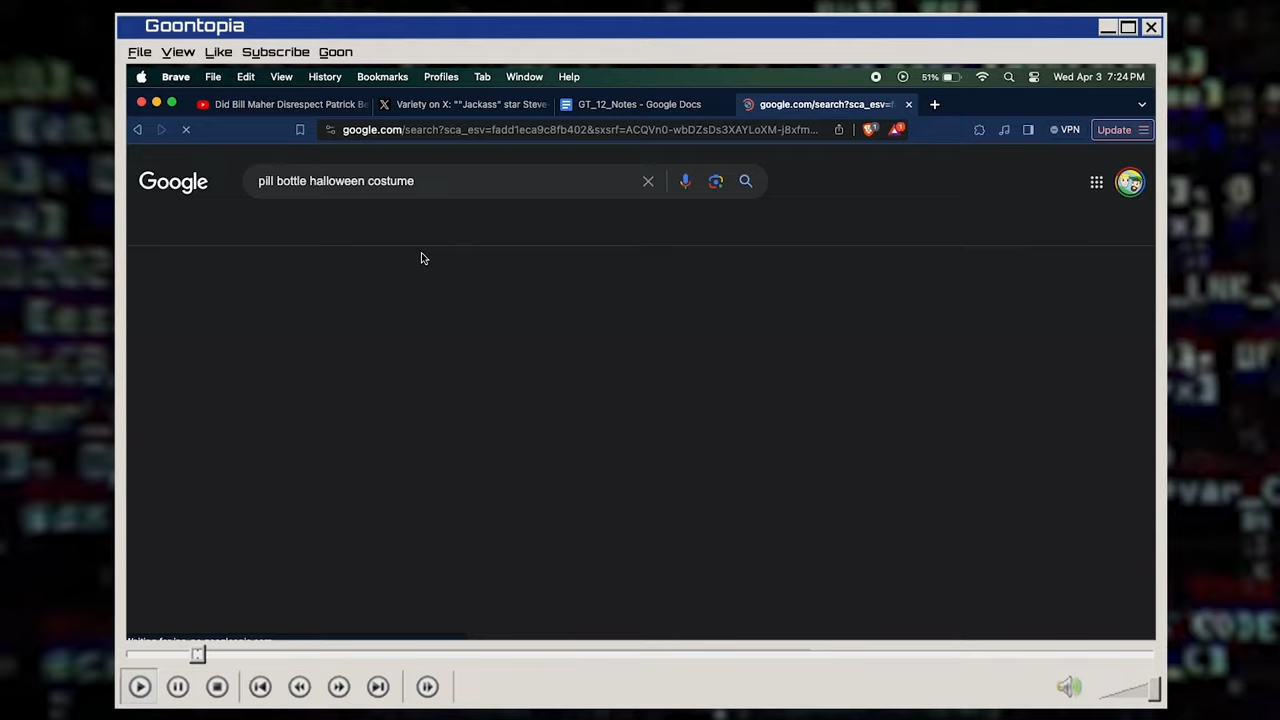 Goontopia
File View Like Subscribe Goon
Brave File Edit View History Bookmarks Profiles Tab Window Help 51% Wed Apr 3 7:24 PM
Did Bill Maher Disrespect Patrick Be Variety on X: ""Jackass" star Steve- GT_12_Notes - Google Docs google.com/search?sca_esv=f
google.com/search?sca_esv=fadd1eca9c8fb402&sxsrf=ACQVn0-wbDZsDs3XAYLoXM-j8xfm... 1 1 VPN Update
Google pill bottle halloween costume